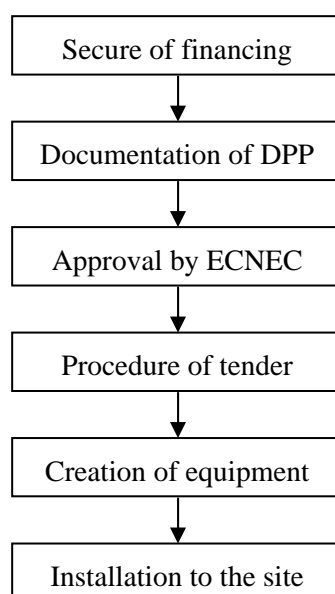 Secure of financing
Documentation of DPP
Approval by ECNEC
Procedure of tender
Creation of equipment
Installation to the site